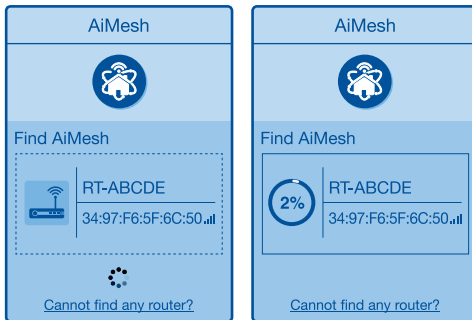 AiMesh
Find AiMesh
RT-ABCDE
34:97:F6:5F:6C:50
Cannot find any router?
AiMesh
Find AiMesh
2%
RT-ABCDE
34:97:F6:5F:6C:50
Cannot find any router?